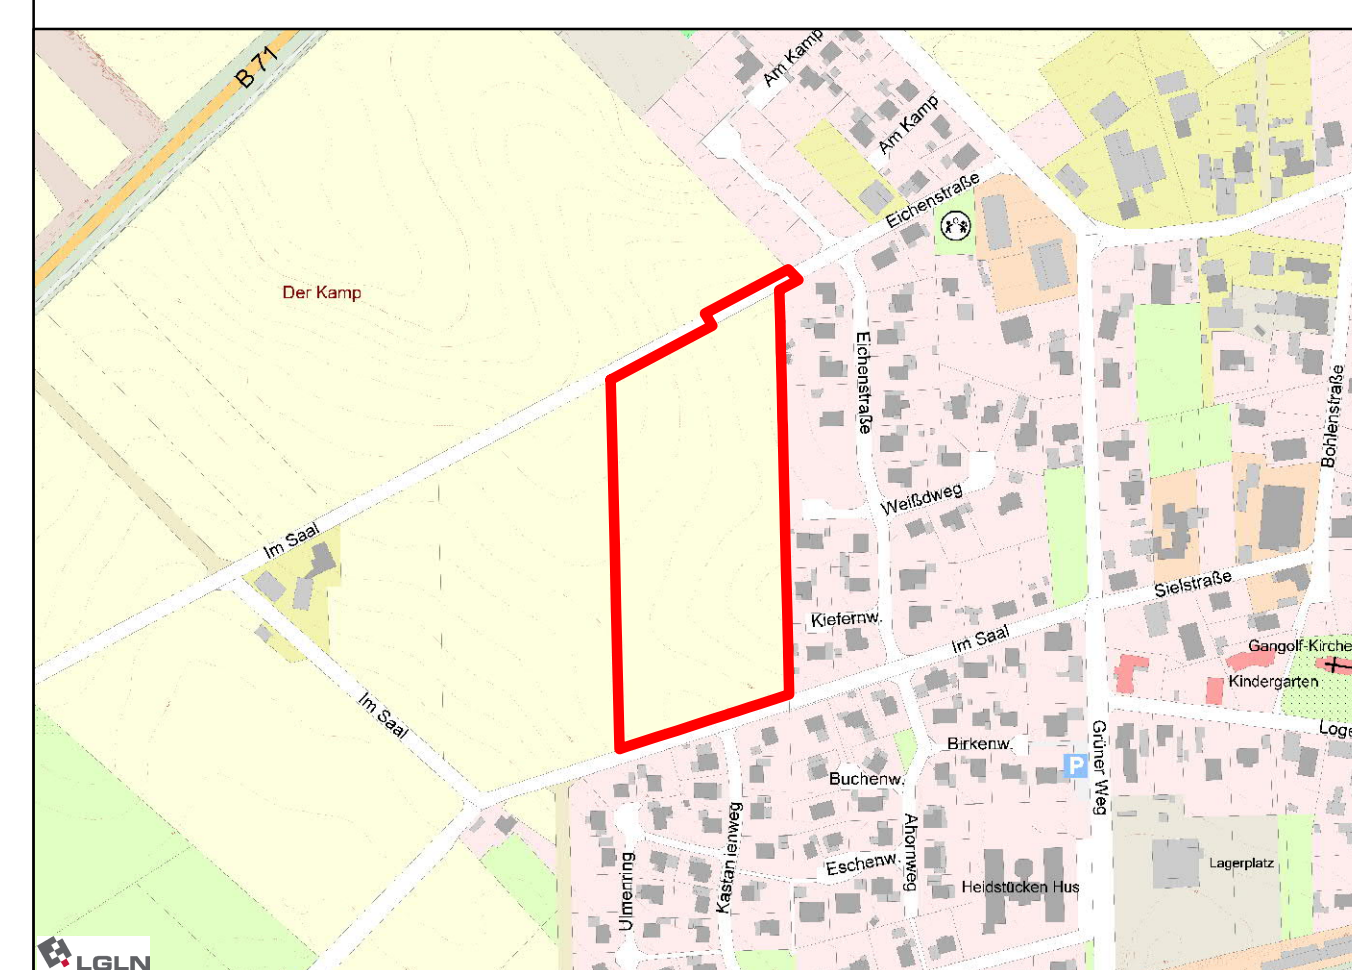 B 71
Am Kamp
Am Kamp
Eichenstraße
Der Kamp
Eichenstraße
Bohlenstraße
Weißdweg
Im Saal
Sielstraße
Kiefernw.
Im Saal
Gangolf-Kirche
Kindergarten
Im Saal
Loge
Grüner Weg
Birkenw.
P
Buchenw.
Kastanienweg
Ahornweg
Ulmenring
Eschenw.
Lagerplatz
Heidstücken Hus
LGLN